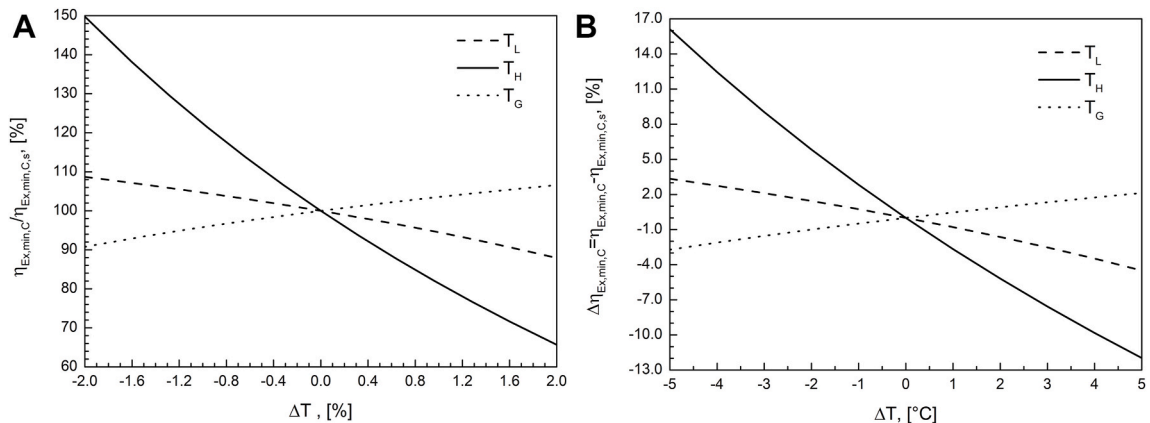 A
150
140
130
120
110
100
90
80
70
60
-2.0 -1.6 -1.2 -0.8 -0.4 0.0 0.4 0.8 1.2 1.6 2.0
ΔT , [%]
η_Ex,min,C/η_Ex,min,C,s, [%]
T_L
T_H
T_G
B
17.0
14.0
11.0
8.0
5.0
2.0
-1.0
-4.0
-7.0
-10.0
-13.0
-5 -4 -3 -2 -1 0 1 2 3 4 5
ΔT, [°C]
Δη_Ex,min,C=η_Ex,min,C-η_Ex,min,C,s, [%]
T_L
T_H
T_G